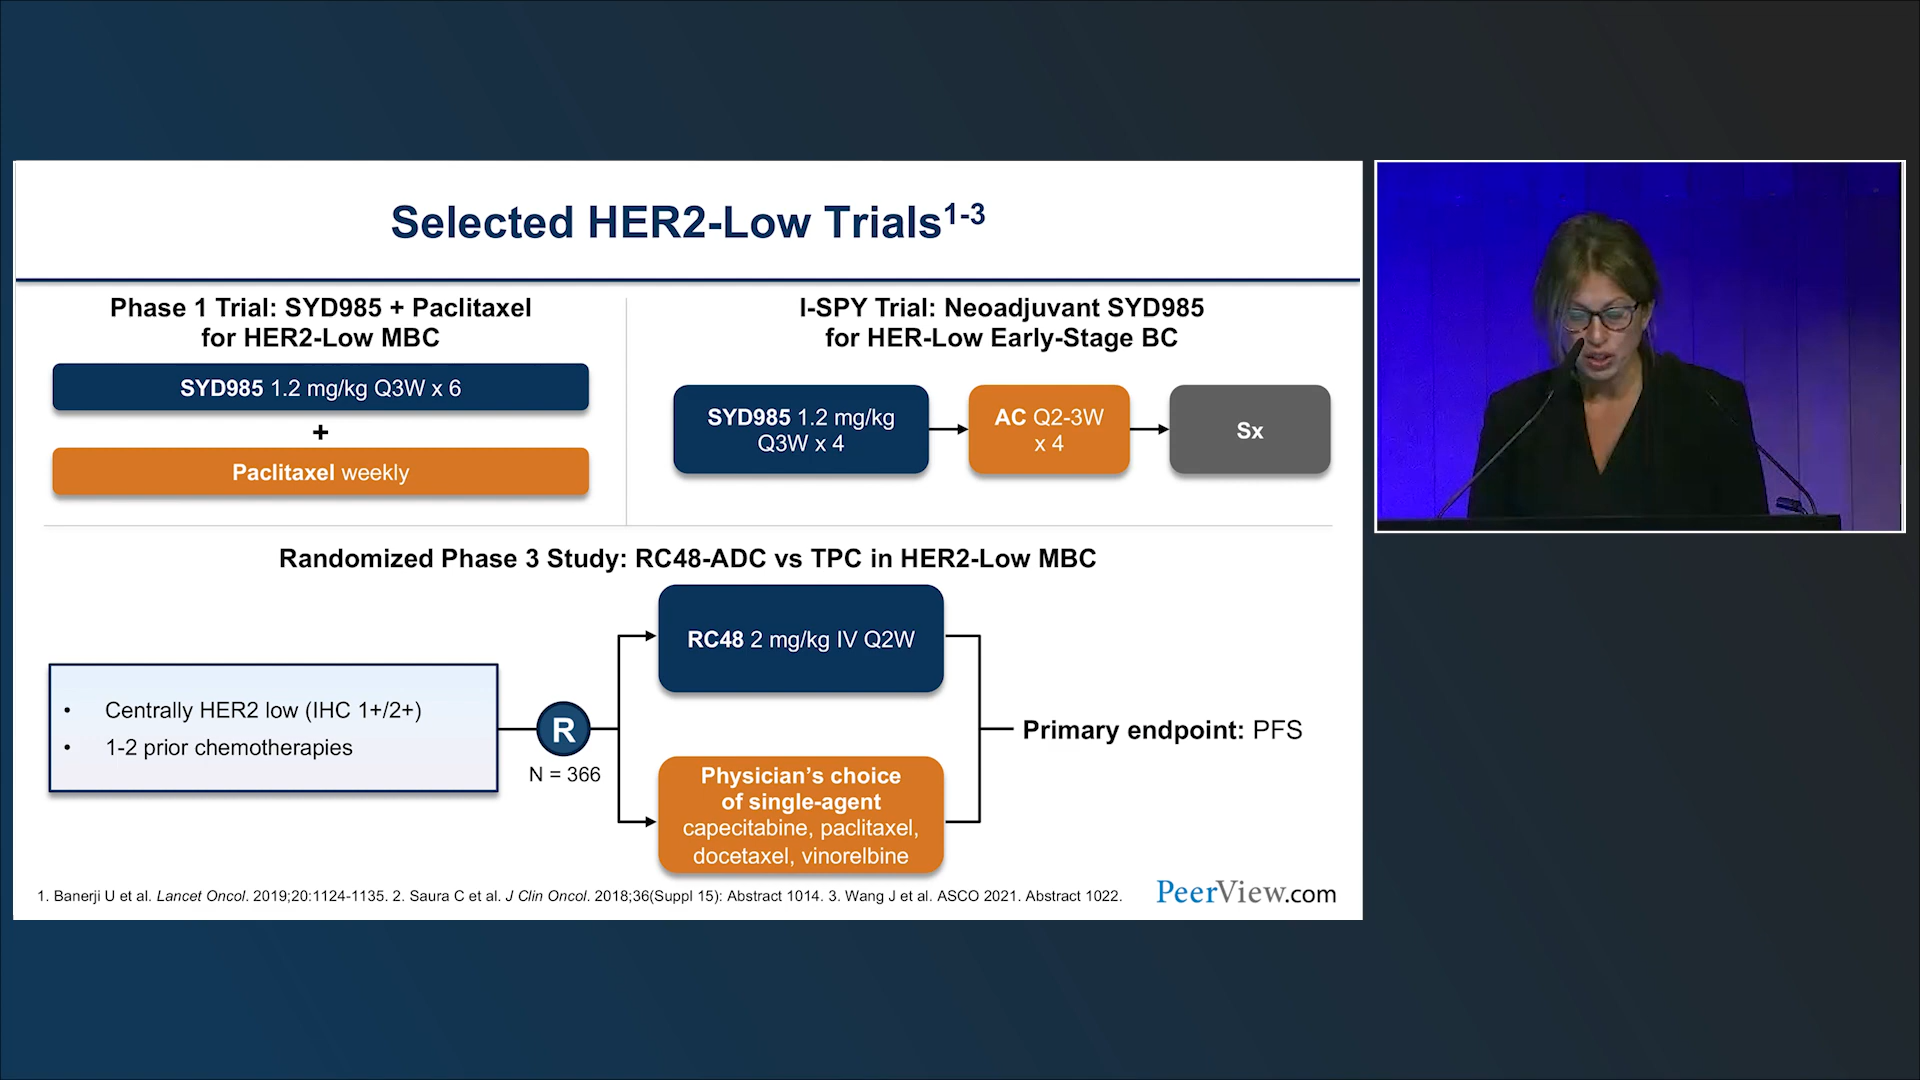 Selected HER2-Low Trials1-3
Phase 1 Trial: SYD985 + Paclitaxel
for HER2-Low MBC
SYD985 1.2 mg/kg Q3W x 6
+
Paclitaxel weekly
I-SPY Trial: Neoadjuvant SYD985
for HER-Low Early-Stage BC
SYD985 1.2 mg/kg
Q3W x 4
AC Q2-3W
x 4
Sx
Randomized Phase 3 Study: RC48-ADC vs TPC in HER2-Low MBC
• Centrally HER2 low (IHC 1+/2+)
• 1-2 prior chemotherapies
R
N = 366
RC48 2 mg/kg IV Q2W
Physician’s choice
of single-agent
capecitabine, paclitaxel,
docetaxel, vinorelbine
Primary endpoint: PFS
1. Banerji U et al. Lancet Oncol. 2019;20:1124-1135. 2. Saura C et al. J Clin Oncol. 2018;36(Suppl 15): Abstract 1014. 3. Wang J et al. ASCO 2021. Abstract 1022.
PeerView.com